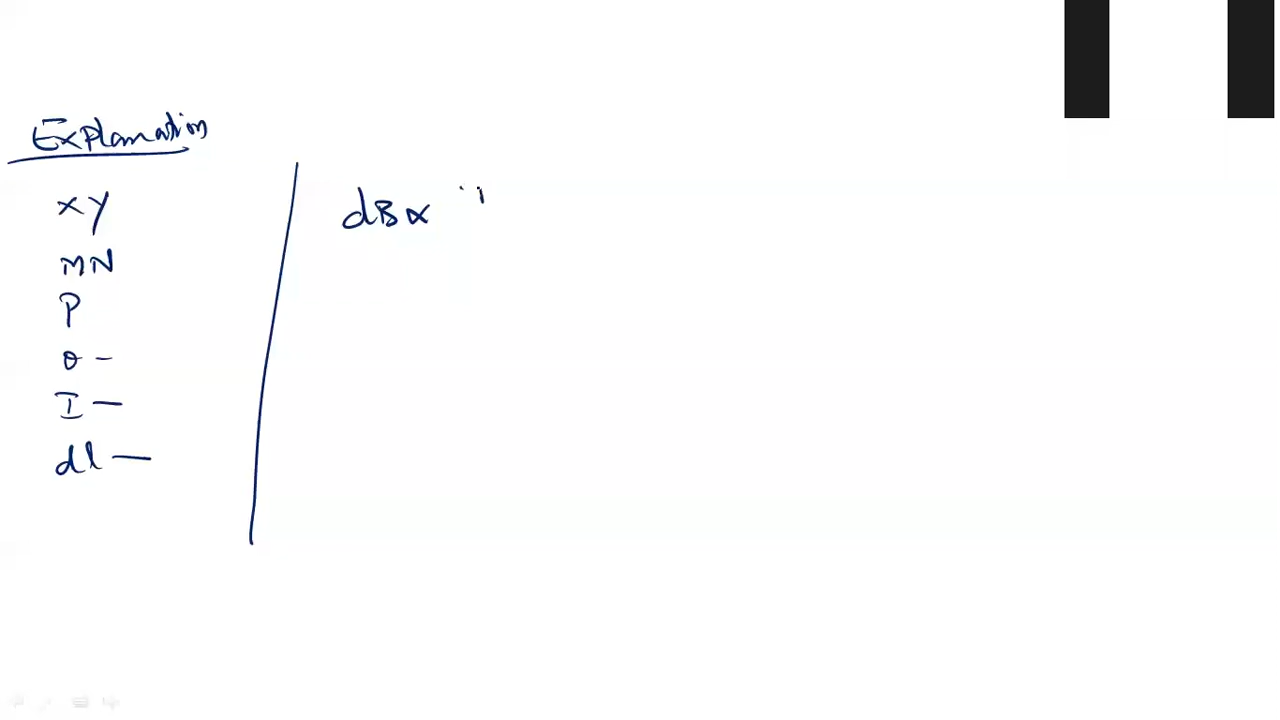 Explanation
xy
MN
P
θ -
I —
dl —
dB ∝